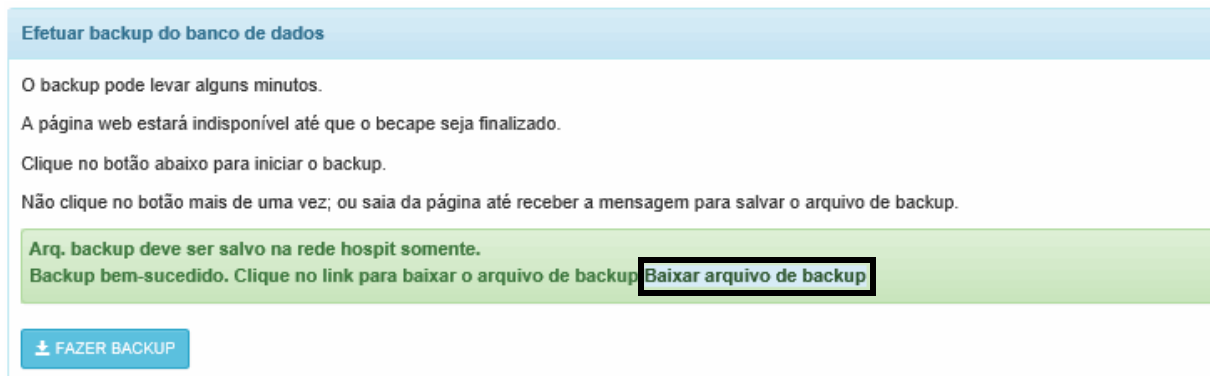 Efetuar backup do banco de dados
O backup pode levar alguns minutos.
A página web estará indisponível até que o becape seja finalizado.
Clique no botão abaixo para iniciar o backup.
Não clique no botão mais de uma vez; ou saia da página até receber a mensagem para salvar o arquivo de backup.
Arq. backup deve ser salvo na rede hospit somente.
Backup bem-sucedido. Clique no link para baixar o arquivo de backup Baixar arquivo de backup
FAZER BACKUP